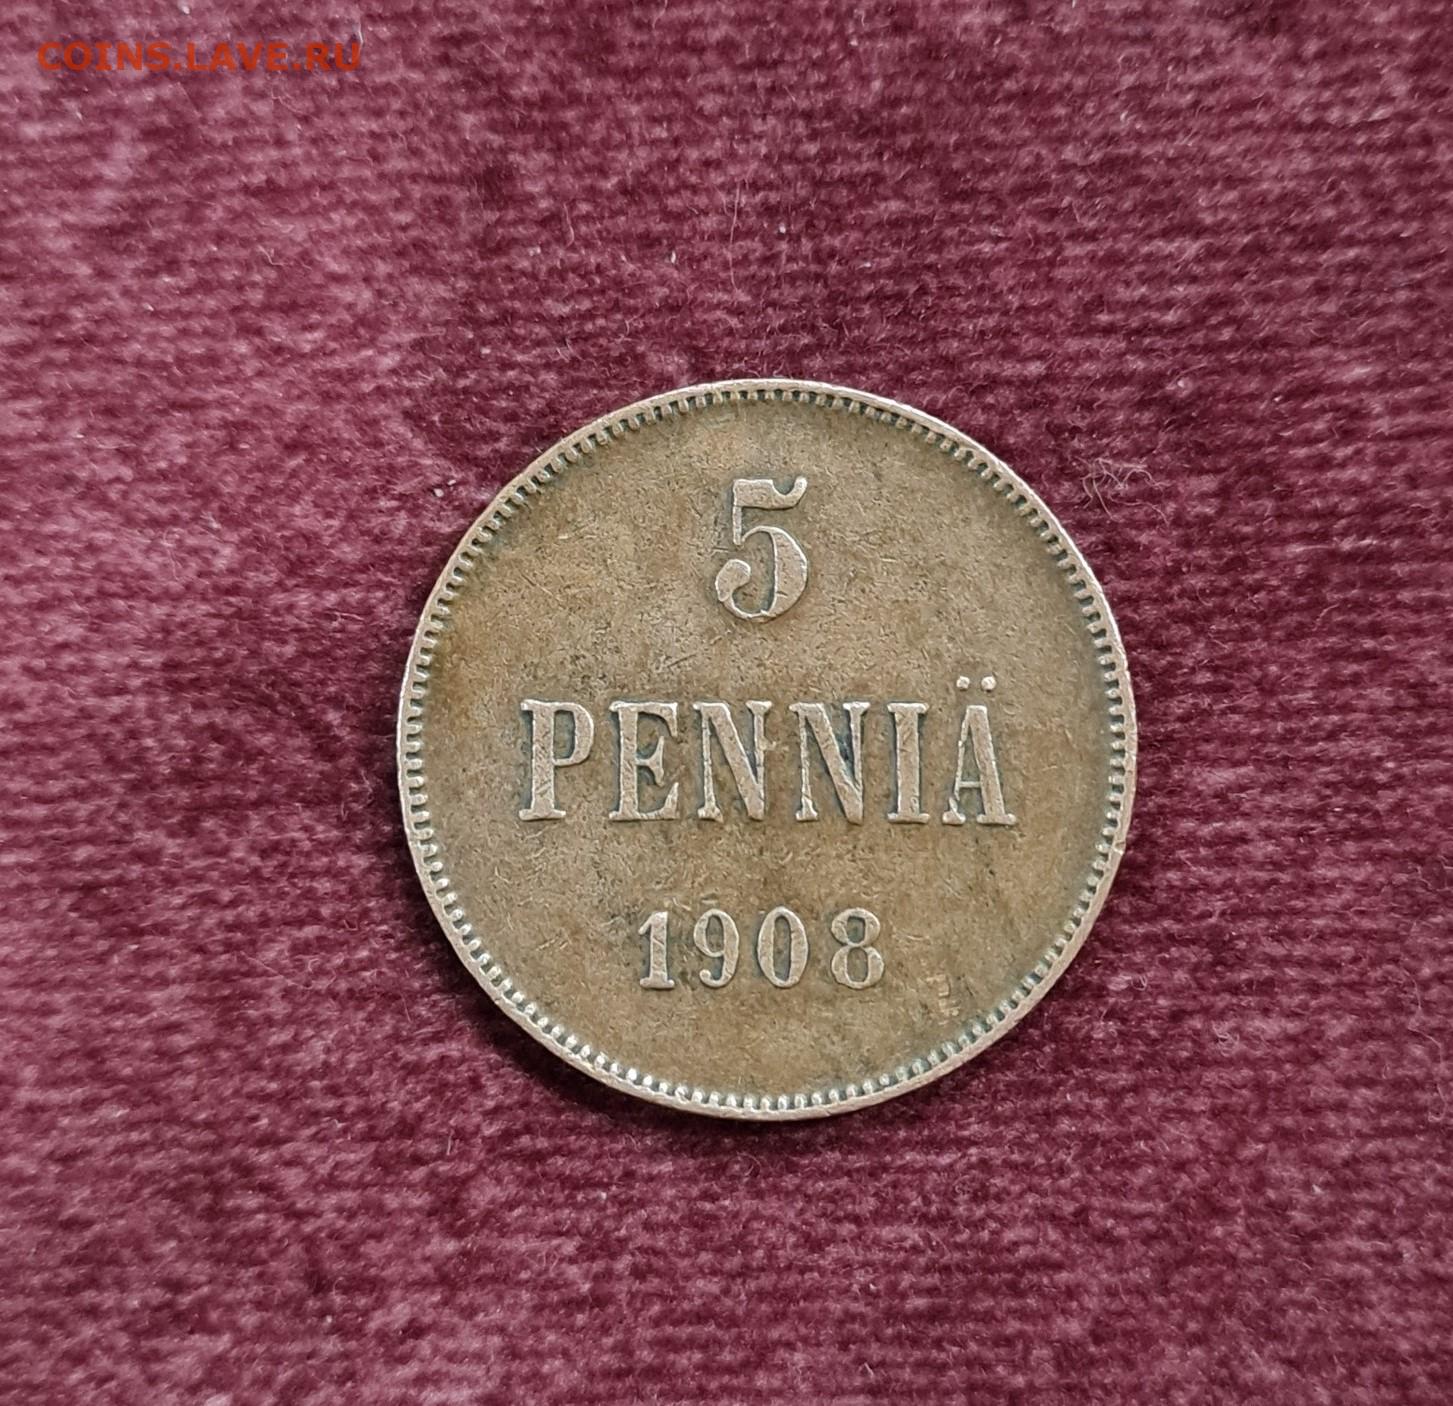 COINS.LAVE.RU
5
PENNIÄ
1908